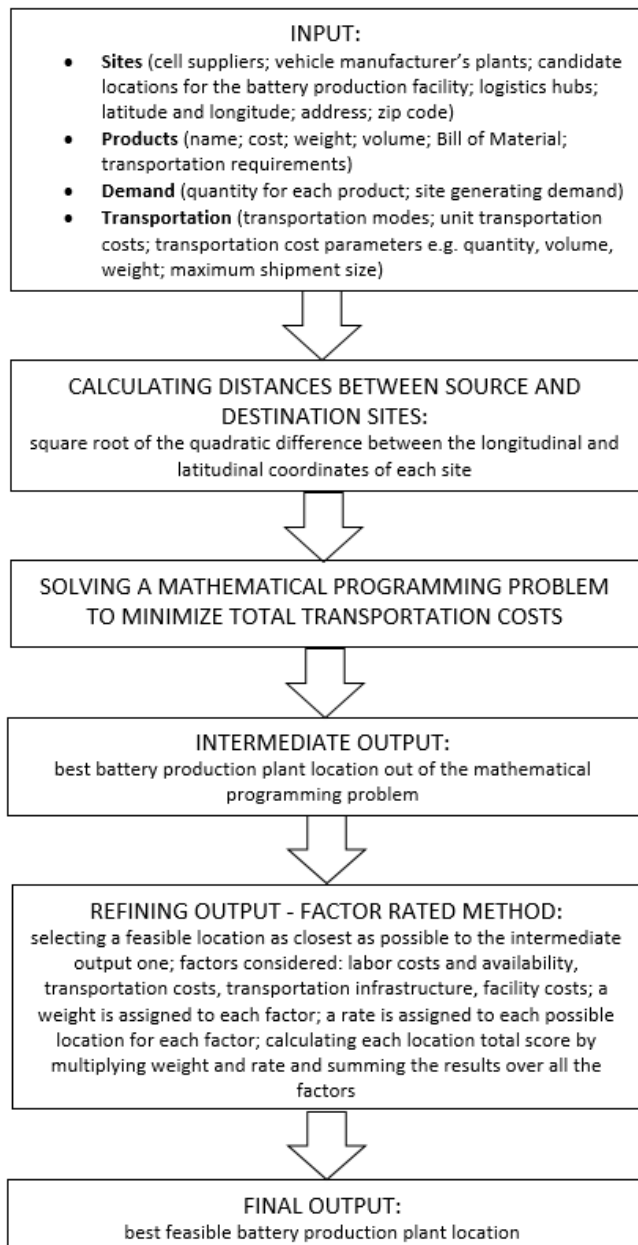 INPUT:
• Sites (cell suppliers; vehicle manufacturer's plants; candidate
locations for the battery production facility; logistics hubs;
latitude and longitude; address; zip code)
• Products (name; cost; weight; volume; Bill of Material;
transportation requirements)
• Demand (quantity for each product; site generating demand)
• Transportation (transportation modes; unit transportation
costs; transportation cost parameters e.g. quantity, volume,
weight; maximum shipment size)
CALCULATING DISTANCES BETWEEN SOURCE AND
DESTINATION SITES:
square root of the quadratic difference between the longitudinal and
latitudinal coordinates of each site
SOLVING A MATHEMATICAL PROGRAMMING PROBLEM
TO MINIMIZE TOTAL TRANSPORTATION COSTS
INTERMEDIATE OUTPUT:
best battery production plant location out of the mathematical
programming problem
REFINING OUTPUT - FACTOR RATED METHOD:
selecting a feasible location as closest as possible to the intermediate
output one; factors considered: labor costs and availability,
transportation costs, transportation infrastructure, facility costs; a
weight is assigned to each factor; a rate is assigned to each possible
location for each factor; calculating each location total score by
multiplying weight and rate and summing the results over all the
factors
FINAL OUTPUT:
best feasible battery production plant location